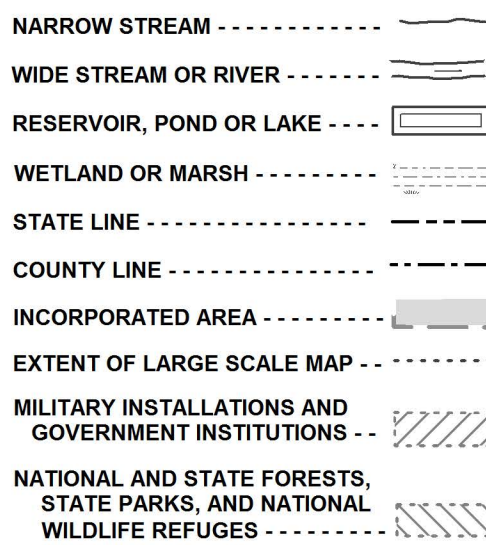 NARROW STREAM - - - - - - - - - - - -
WIDE STREAM OR RIVER - - - - - - -
RESERVOIR, POND OR LAKE - - - -
WETLAND OR MARSH - - - - - - - - -
STATE LINE - - - - - - - - - - - - - - - -
COUNTY LINE - - - - - - - - - - - - - - -
INCORPORATED AREA - - - - - - - - -
EXTENT OF LARGE SCALE MAP - -
MILITARY INSTALLATIONS AND
GOVERNMENT INSTITUTIONS - -
NATIONAL AND STATE FORESTS,
STATE PARKS, AND NATIONAL
WILDLIFE REFUGES - - - - - - - - -